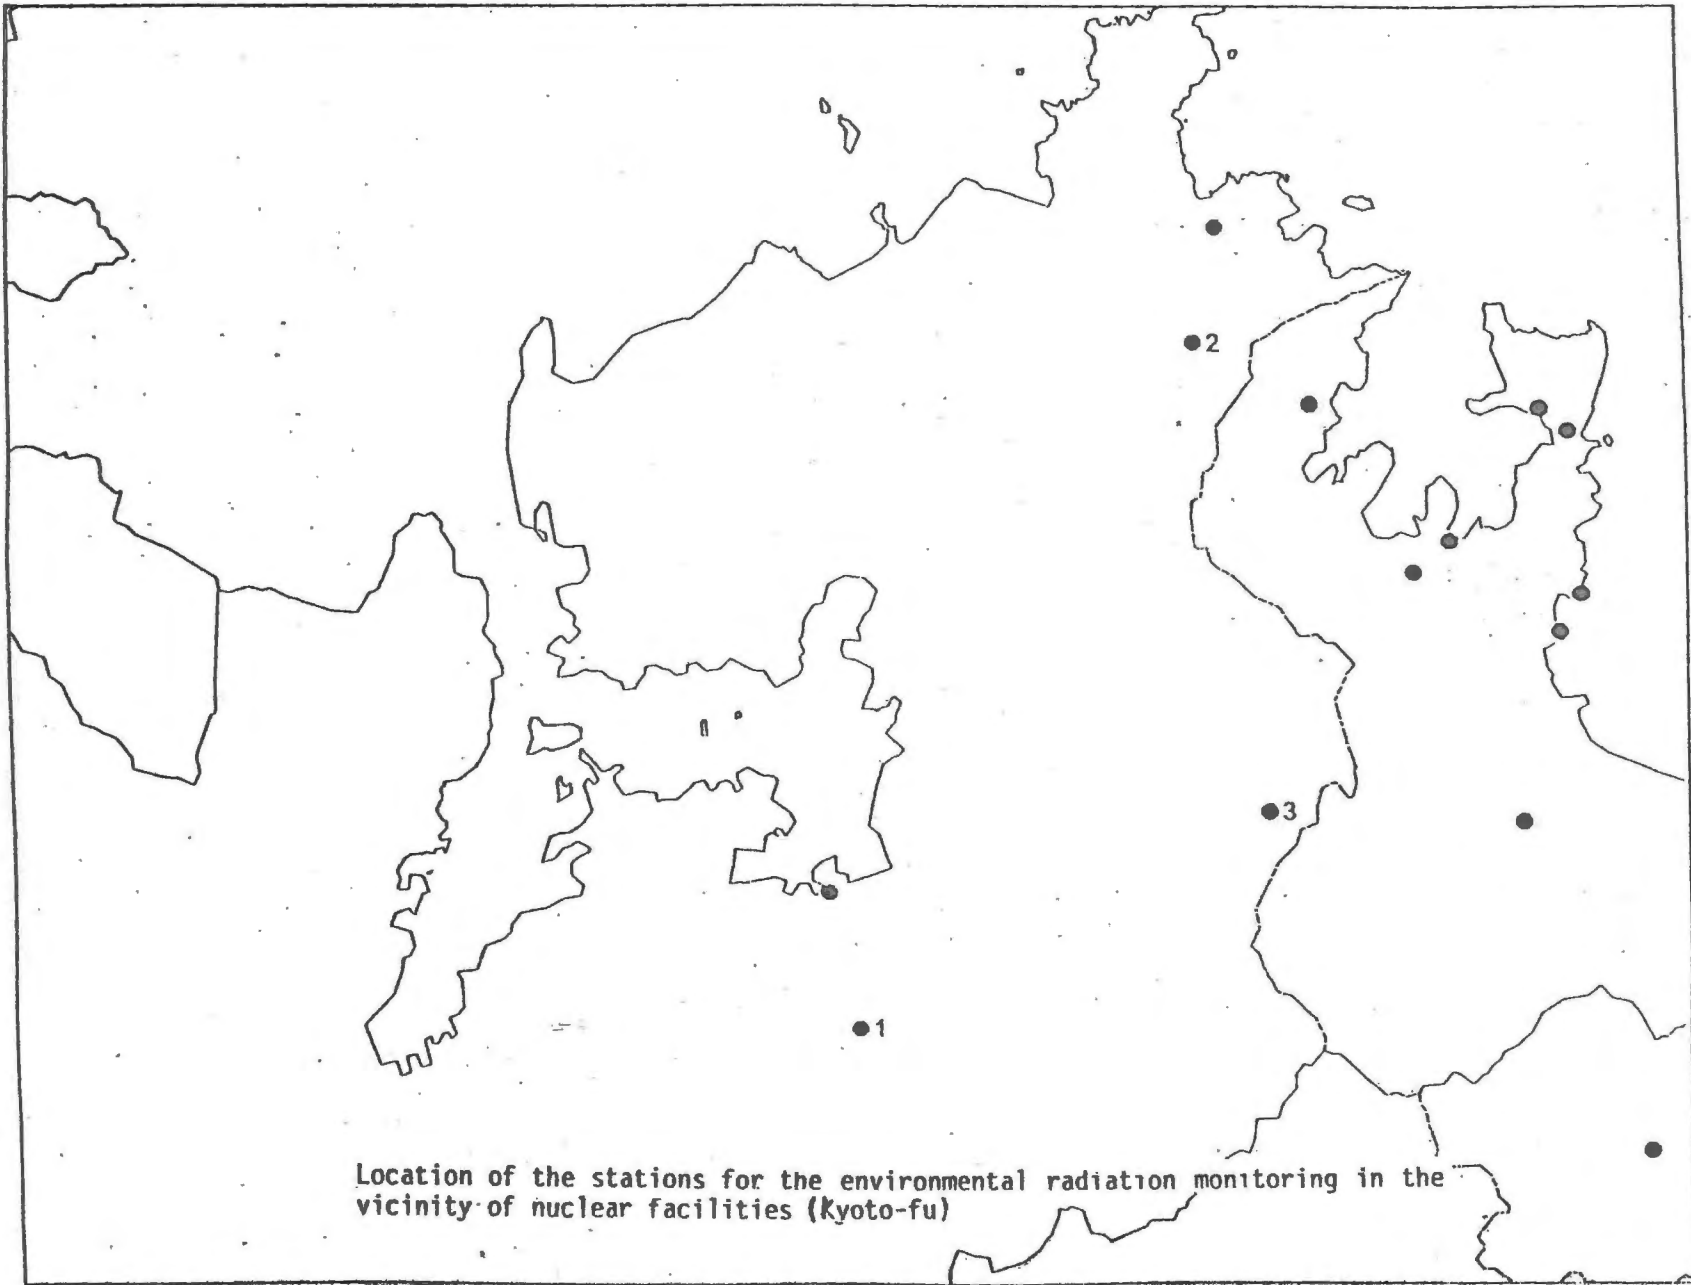 2
3
1
Location of the stations for the environmental radiation monitoring in the
vicinity of nuclear facilities (Kyoto-fu)